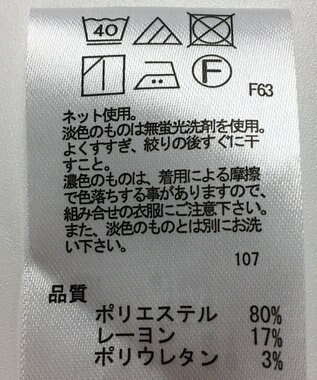 40
F
F63
ネット使用。
淡色のものは無蛍光洗剤を使用。
よくすすぎ、絞りの後すぐに干
すこと。
濃色のものは、着用による摩擦
で色落ちする事がありますので、
組み合せの衣服にご注意下さい。
また、淡色のものとは別にお洗
い下さい。
107
品質
ポリエステル 80%
レーヨン 17%
ポリウレタン 3%